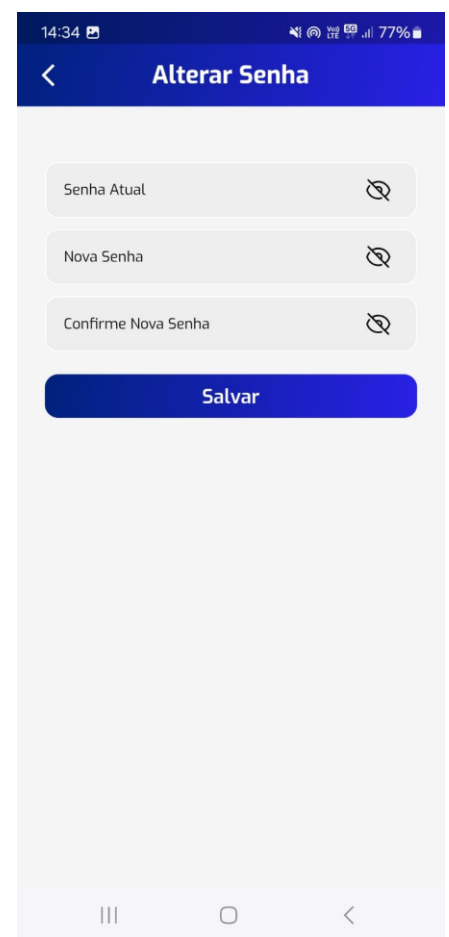 14:34 77%
Alterar Senha
Senha Atual
Nova Senha
Confirme Nova Senha
Salvar